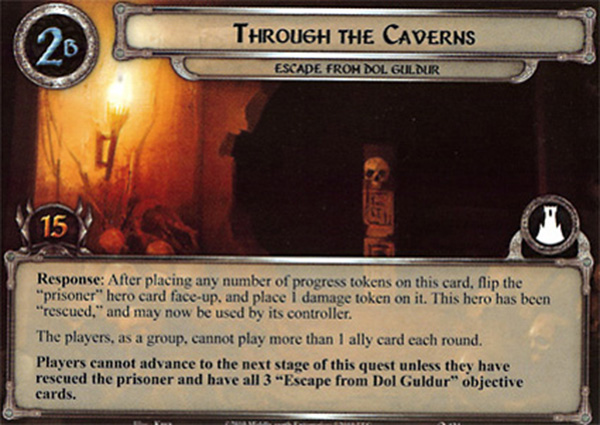 2B
THROUGH THE CAVERNS
ESCAPE FROM DOL GULDUR
15
Response: After placing any number of progress tokens on this card, flip the
“prisoner” hero card face-up, and place 1 damage token on it. This hero has been
“rescued,” and may now be used by its controller.
The players, as a group, cannot play more than 1 ally card each round.
Players cannot advance to the next stage of this quest unless they have
rescued the prisoner and have all 3 “Escape from Dol Guldur” objective
cards.